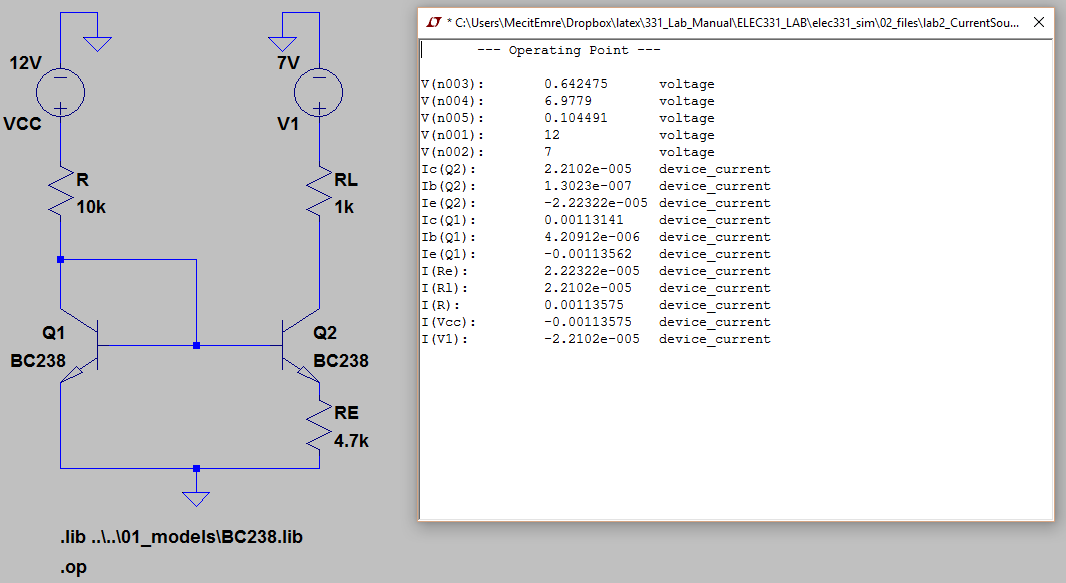 12V
VCC
R
10k
Q1
BC238
7V
V1
RL
1k
Q2
BC238
RE
4.7k
.lib ..\..\01_models\BC238.lib
.op
* C:\Users\MecitEmre\Dropbox\latex\331_Lab_Manual\ELEC331_LAB\elec331_sim\02_files\lab2_CurrentSou...
--- Operating Point ---
V(n003): 0.642475 voltage
V(n004): 6.9779 voltage
V(n005): 0.104491 voltage
V(n001): 12 voltage
V(n002): 7 voltage
Ic(Q2): 2.2102e-005 device_current
Ib(Q2): 1.3023e-007 device_current
Ie(Q2): -2.22322e-005 device_current
Ic(Q1): 0.00113141 device_current
Ib(Q1): 4.20912e-006 device_current
Ie(Q1): -0.00113562 device_current
I(Re): 2.22322e-005 device_current
I(Rl): 2.2102e-005 device_current
I(R): 0.00113575 device_current
I(Vcc): -0.00113575 device_current
I(V1): -2.2102e-005 device_current